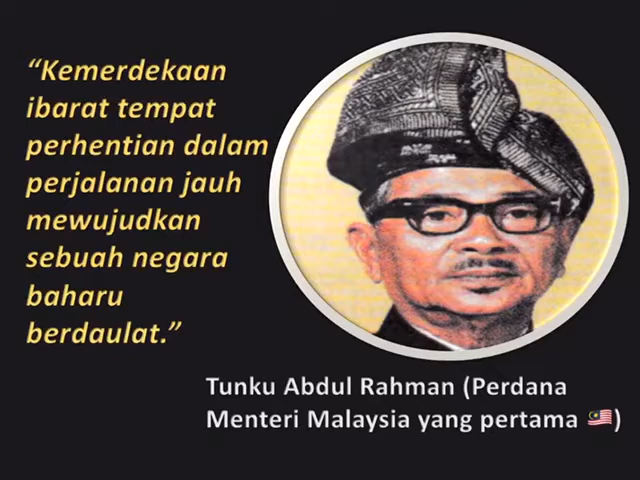 “Kemerdekaan
ibarat tempat
perhentian dalam
perjalanan jauh
mewujudkan
sebuah negara
baharu
berdaulat.”
Tunku Abdul Rahman (Perdana
Menteri Malaysia yang pertama 🇲🇾)